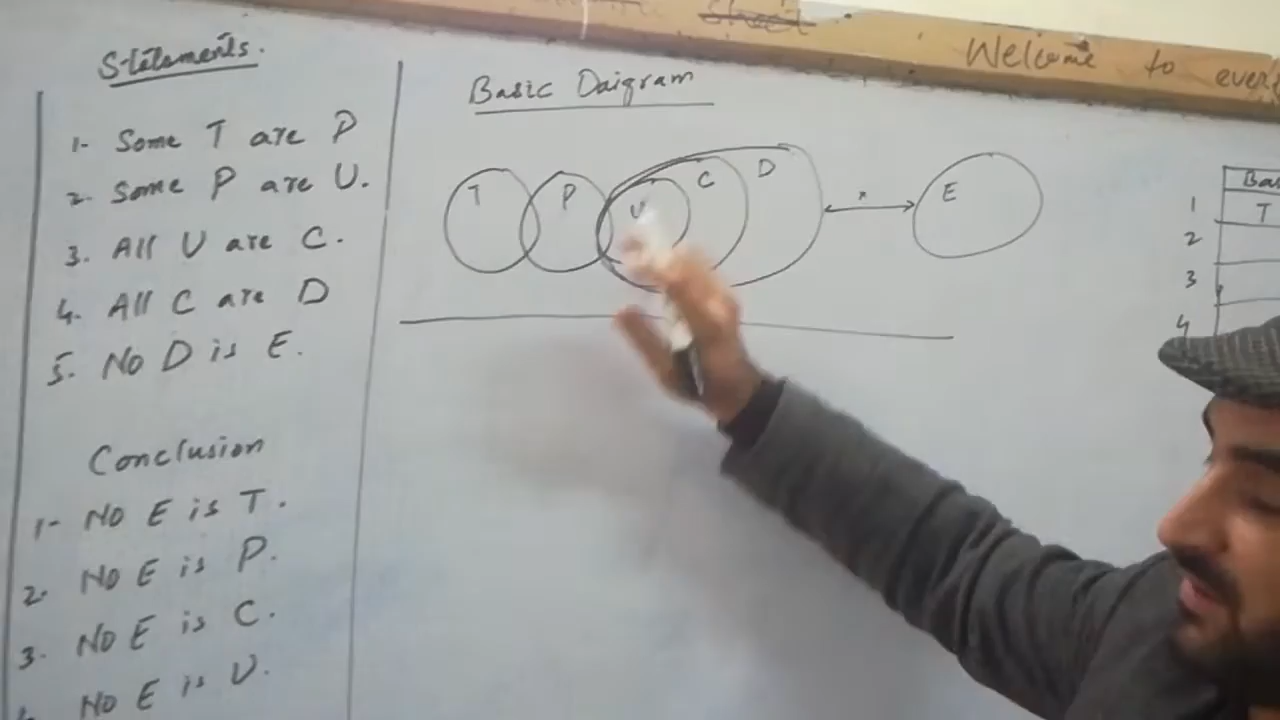 Welcome to every
Statements.
1- Some T are P
2. Some P are U.
3. All U are C.
4. All C are D
5. No D is E.
Conclusion
1- No E is T.
2. No E is P.
3. No E is C.
No E is U.
Basic Daigram
T P U C D E
Bas
1 T
2
3
4